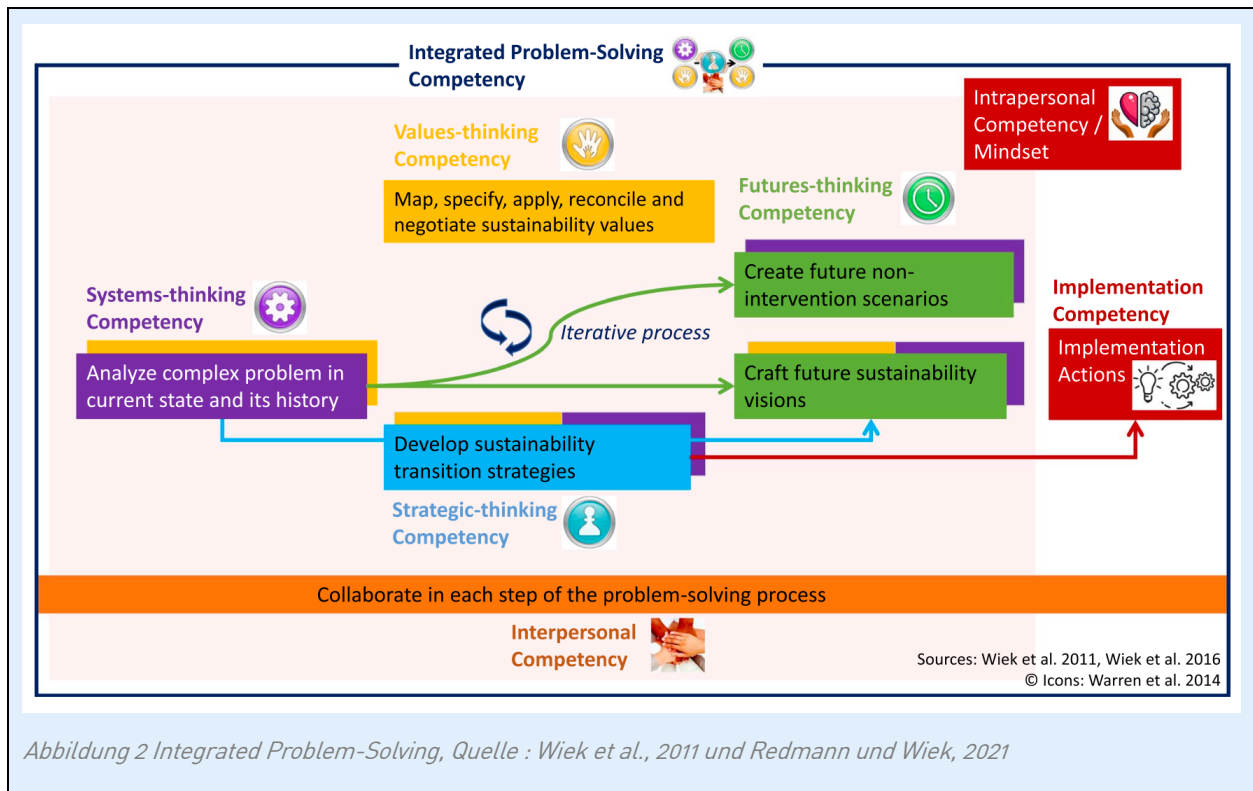 Integrated Problem-Solving
Competency
Intrapersonal
Competency /
Mindset
Values-thinking
Competency
Map, specify, apply, reconcile and
negotiate sustainability values
Futures-thinking
Competency
Create future non-
intervention scenarios
Systems-thinking
Competency
Analyze complex problem in
current state and its history
Iterative process
Craft future sustainability
visions
Implementation
Competency
Implementation
Actions
Develop sustainability
transition strategies
Strategic-thinking
Competency
Collaborate in each step of the problem-solving process
Interpersonal
Competency
Sources: Wiek et al. 2011, Wiek et al. 2016
© Icons: Warren et al. 2014
Abbildung 2 Integrated Problem-Solving, Quelle : Wiek et al., 2011 und Redmann und Wiek, 2021